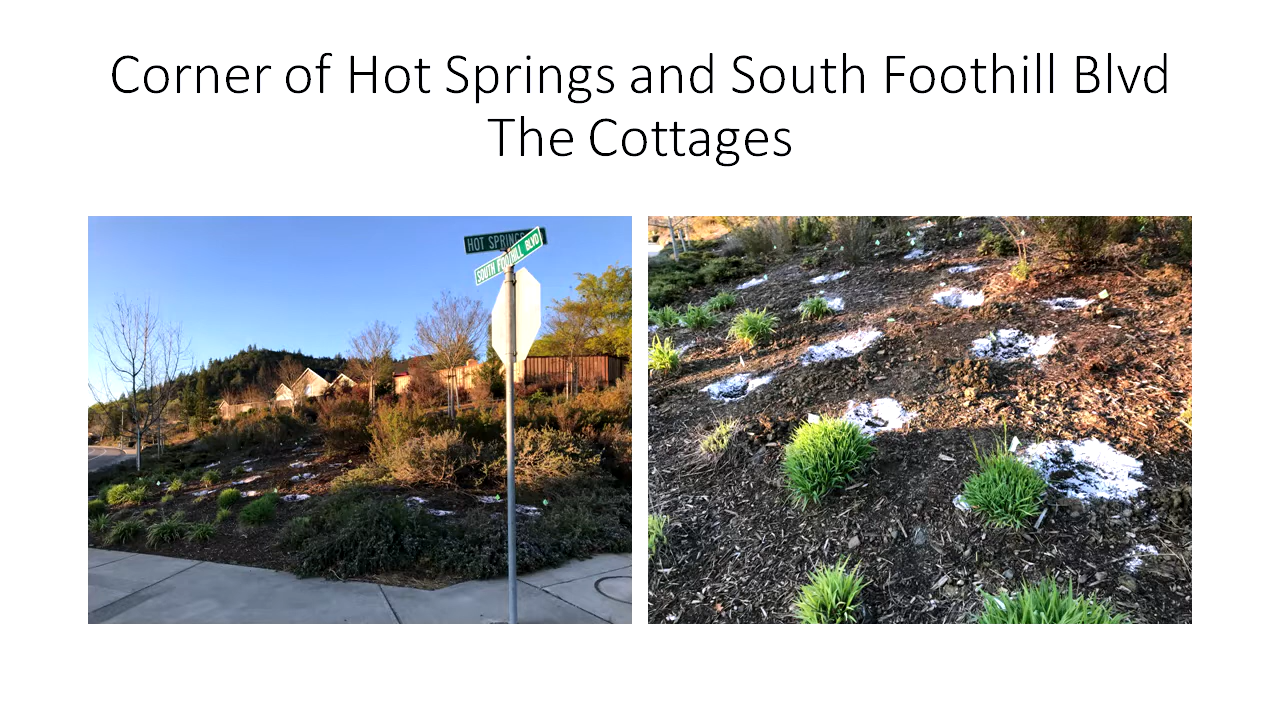 Corner of Hot Springs and South Foothill Blvd
The Cottages
HOT SPRINGS
SOUTH FOOTHILL BLVD